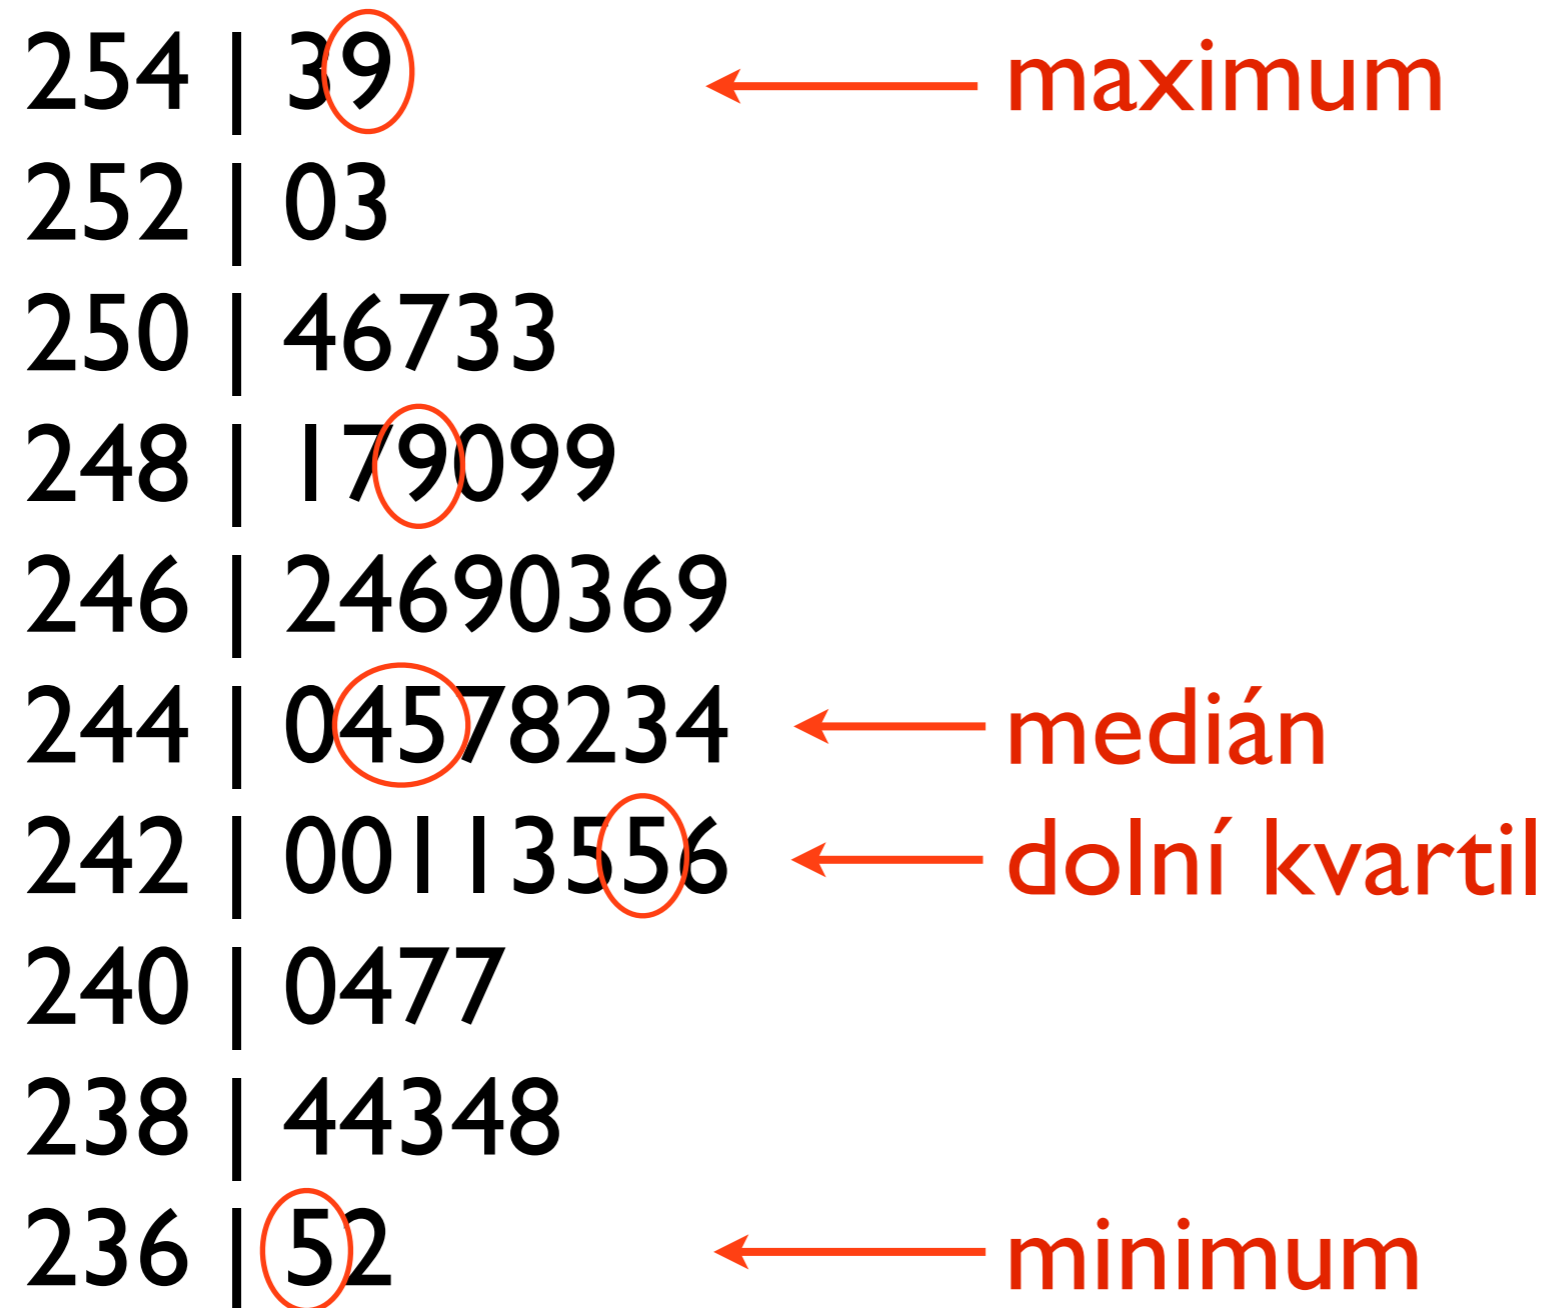 254 | 39 maximum
252 | 03
250 | 46733
248 | 179099
246 | 24690369
244 | 04578234 medián
242 | 00113556 dolní kvartil
240 | 0477
238 | 44348
236 | 52 minimum